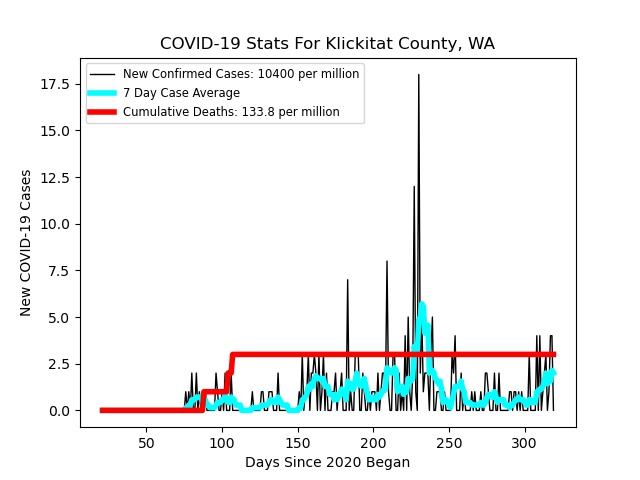 COVID-19 Stats For Klickitat County, WA
New Confirmed Cases: 10400 per million
7 Day Case Average
Cumulative Deaths: 133.8 per million
New COVID-19 Cases
17.5
15.0
12.5
10.0
7.5
5.0
2.5
0.0
50 100 150 200 250 300
Days Since 2020 Began